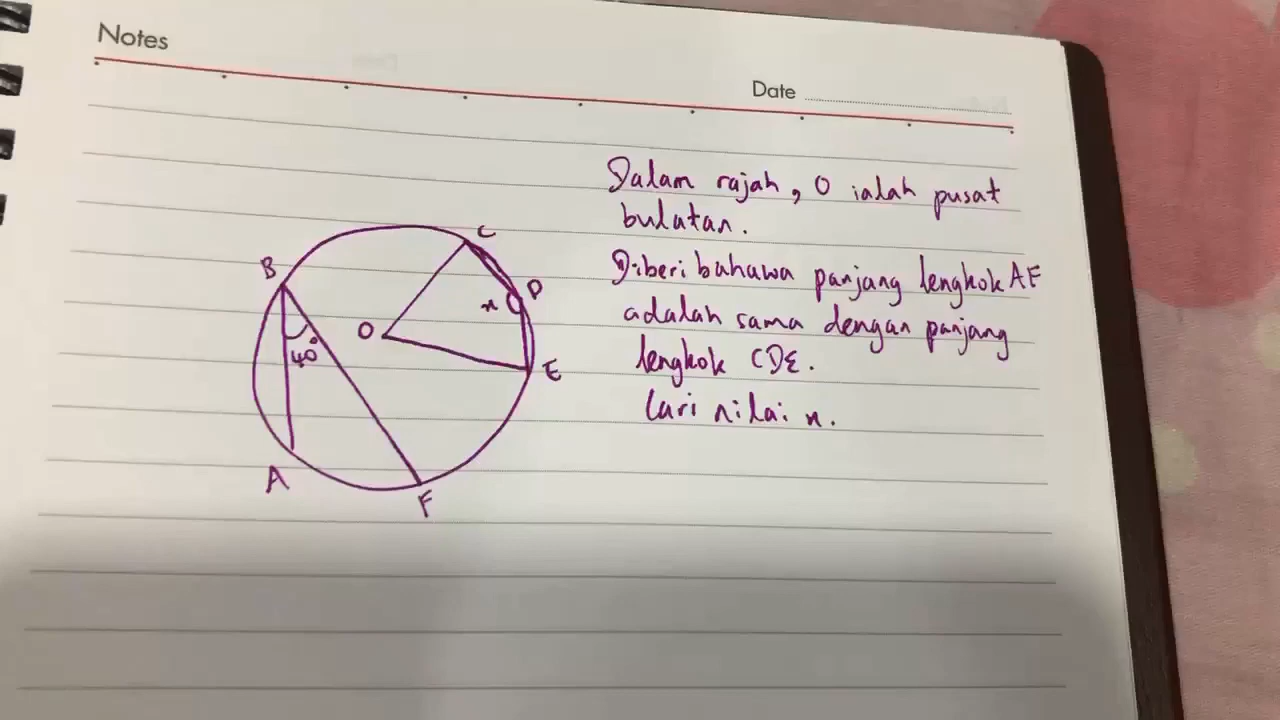 Notes
Date
Dalam rajah, O ialah pusat
bulatan.
Diberi bahawa panjang lengkok AF
adalah sama dengan panjang
lengkok CDE.
Cari nilai x.
B
C
D
x
O
40°
E
A
F